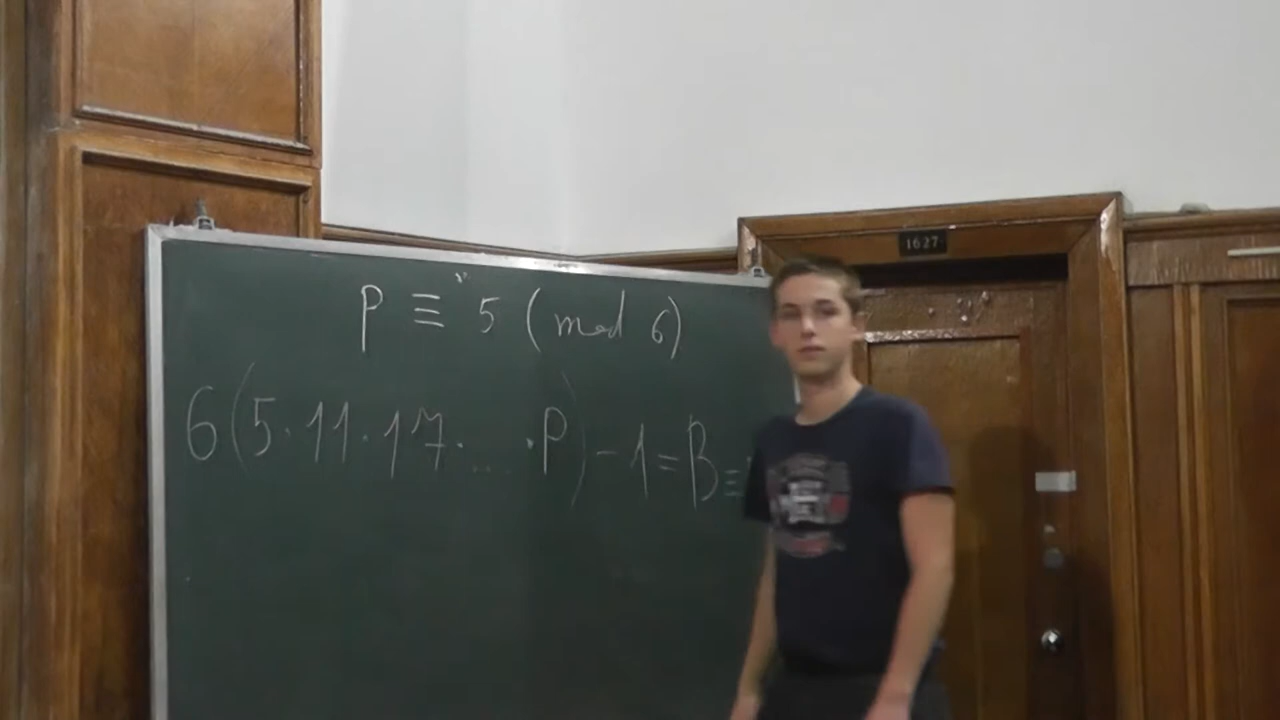 1627
P ≡ 5 (mod 6)
6(5·11·17·...·P)-1=B≡